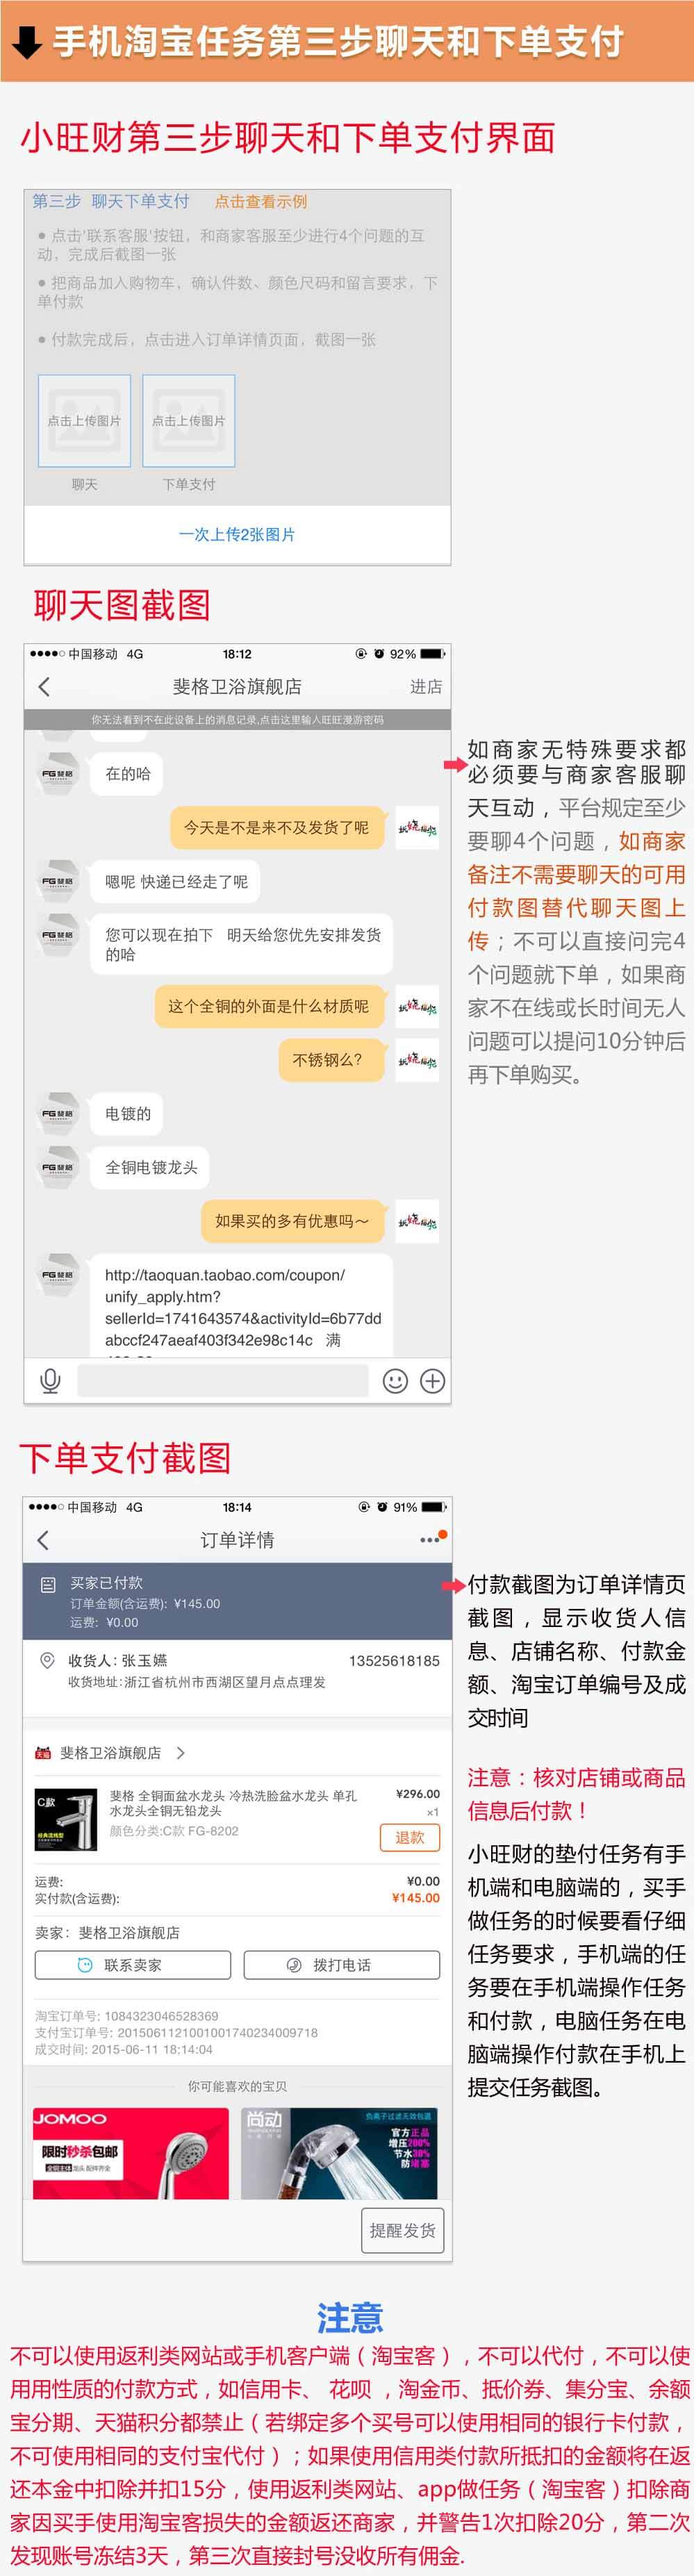 手机淘宝任务第三步聊天和下单支付
小旺财第三步聊天和下单支付界面
第三步 聊天下单支付 点击查看示例
● 点击'联系客服'按钮，和商家客服至少进行4个问题的互
动，完成后截图一张
● 把商品加入购物车，确认件数、颜色尺码和留言要求，下
单付款
● 付款完成后，点击进入订单详情页面，截图一张
点击上传图片 点击上传图片
聊天 下单支付
一次上传2张图片
聊天图截图
中国移动 4G 18:12 92%
斐格卫浴旗舰店 进店
你无法看到不在此设备上的消息记录,点击这里输入旺旺漫游密码
FG斐格
在的哈
今天是不是来不及发货了呢
FG斐格
嗯呢 快递已经走了呢
FG斐格
您可以现在拍下 明天给您优先安排发货
的哈
这个全铜的外面是什么材质呢
不锈钢么?
FG斐格
电镀的
FG斐格
全铜电镀龙头
如果买的多有优惠吗～
FG斐格
http://taoquan.taobao.com/coupon/
unify_apply.htm?
sellerId=1741643574&activityId=6b77dd
abccf247aeaf403f342e98c14c 满
如商家无特殊要求都
必须要与商家客服聊
天互动，平台规定至少
要聊4个问题，如商家
备注不需要聊天的可用
付款图替代聊天图上
传；不可以直接问完4
个问题就下单，如果商
家不在线或长时间无人
问题可以提问10分钟后
再下单购买。
下单支付截图
中国移动 4G 18:14 91%
订单详情
买家已付款
订单金额(含运费): ¥145.00
运费: ¥0.00
收货人: 张玉嬿 13525618185
收货地址:浙江省杭州市西湖区望月点点理发
天猫 斐格卫浴旗舰店
C款
斐格 全铜面盆水龙头 冷热洗脸盆水龙头 单孔 ¥296.00
水龙头全铜无铅龙头 ×1
颜色分类:C款 FG-8202 退款
运费: ¥0.00
实付款(含运费): ¥145.00
卖家: 斐格卫浴旗舰店
联系卖家 拨打电话
淘宝订单号: 1084323046528369
支付宝订单号: 2015061121001001740234009718
成交时间: 2015-06-11 18:14:04
你可能喜欢的宝贝
JOMOO
限时秒杀包邮
尚动
负离子过滤无敌包退
官方正品
增压200%
节水30%
防堵塞
提醒发货
付款截图为订单详情页
截图，显示收货人信
息、店铺名称、付款金
额、淘宝订单编号及成
交时间
注意：核对店铺或商品
信息后付款！
小旺财的垫付任务有手
机端和电脑端的，买手
做任务的时候要看仔细
任务要求，手机端的任
务要在手机端操作任务
和付款，电脑任务在电
脑端操作付款在手机上
提交任务截图。
注意
不可以使用返利类网站或手机客户端（淘宝客），不可以代付，不可以使
用用性质的付款方式，如信用卡、 花呗 ，淘金币、抵价券、集分宝、余额
宝分期、天猫积分都禁止（若绑定多个买号可以使用相同的银行卡付款，
不可使用相同的支付宝代付）；如果使用信用类付款所抵扣的金额将在返
还本金中扣除并扣15分，使用返利类网站、app做任务（淘宝客）扣除商
家因买手使用淘宝客损失的金额返还商家，并警告1次扣除20分，第二次
发现账号冻结3天，第三次直接封号没收所有佣金.